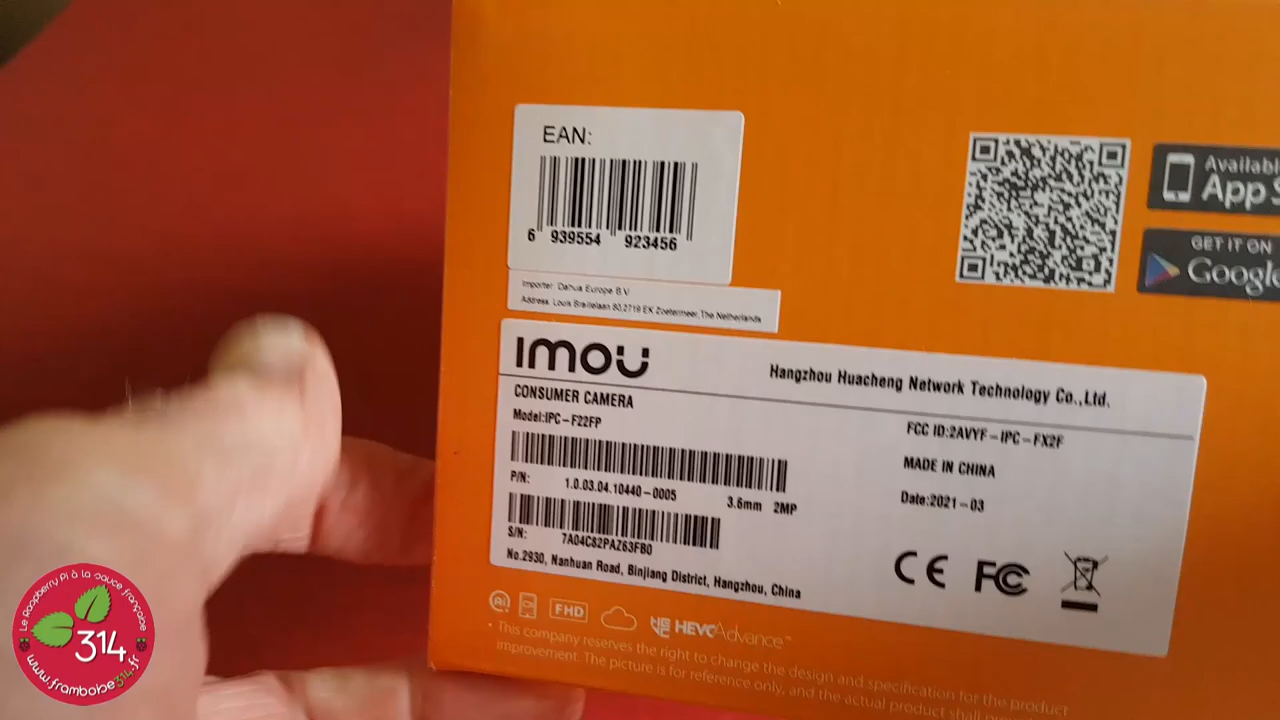 EAN:
6 939554 923456
Importer: Dahua Europe B.V.
Address: Louis Braillelaan 80,2719 EK Zoetermeer,The Netherlands
Available
App S
GET IT ON
Google
imou
Hangzhou Huacheng Network Technology Co.,Ltd.
CONSUMER CAMERA
Model:IPC-F22FP
FCC ID:2AVYF-IPC-FX2F
MADE IN CHINA
P/N: 1.0.03.04.10440-0005
3.6mm 2MP
Date:2021-03
S/N: 7A04C82PAZ63FB0
No.2930, Nanhuan Road, Binjiang District, Hangzhou, China
CE FC
AI FHD HEVC Advance™
* This company reserves the right to change the design and specification for the product
improvement. The picture is for reference only, and the actual product shall
Le Raspberry Pi à la sauce française
314
www.framboise314.fr